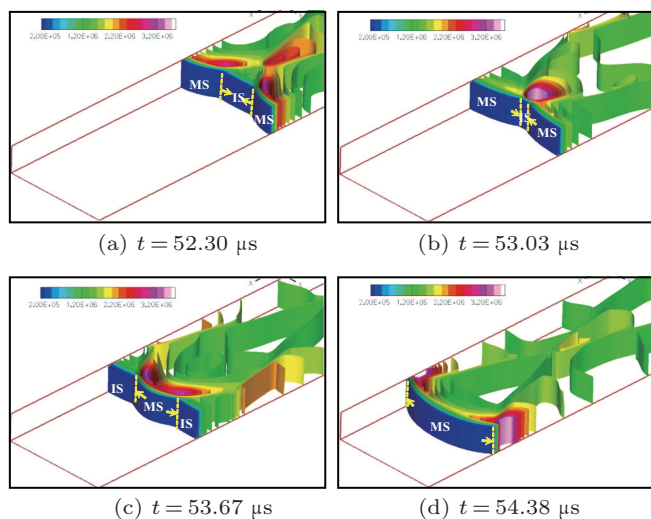 2.00E+05 1.20E+06 2.20E+06 3.20E+06
MS
IS
MS
(a) t = 52.30 μs
2.00E+05 1.20E+06 2.20E+06 3.20E+06
MS
IS
MS
(b) t = 53.03 μs
2.00E+05 1.20E+06 2.20E+06 3.20E+06
IS
MS
IS
(c) t = 53.67 μs
2.00E+05 1.20E+06 2.20E+06 3.20E+06
MS
(d) t = 54.38 μs